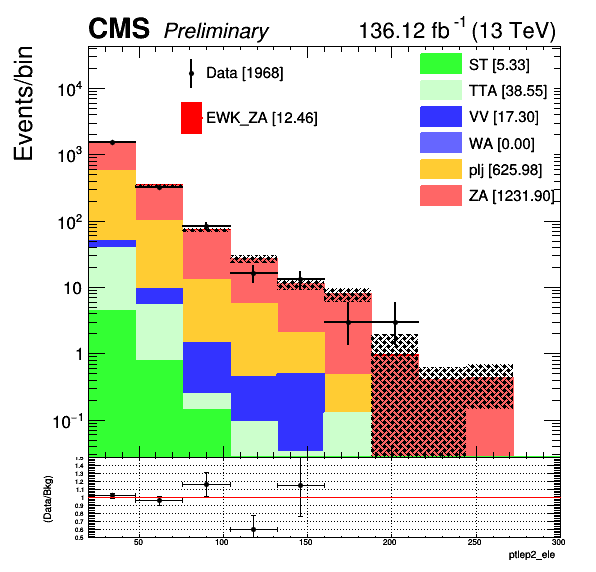 CMS Preliminary 136.12 fb⁻¹ (13 TeV)
Events/bin
Data [1968]
EWK_ZA [12.46]
ST [5.33]
TTA [38.55]
VV [17.30]
WA [0.00]
plj [625.98]
ZA [1231.90]
10⁴
10³
10²
10
1
10⁻¹
(Data/Bkg)
1.5
1.4
1.3
1.2
1.1
1
0.9
0.8
0.7
0.6
0.5
50 100 150 200 250 300
ptlep2_ele